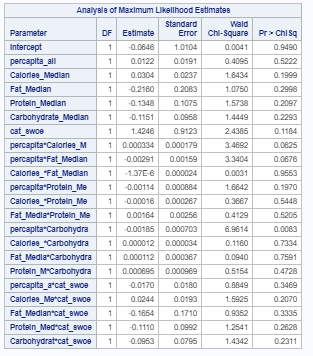 Analysis of Maximum Likelihood Estimates
Parameter DF Estimate Standard Error Wald Chi-Square Pr > ChiSq
Intercept 1 -0.0646 1.0104 0.0041 0.9490
percapita_all 1 0.0122 0.0191 0.4095 0.5222
Calories_Median 1 0.0304 0.0237 1.6434 0.1999
Fat_Median 1 -0.2160 0.2083 1.0750 0.2998
Protein_Median 1 -0.1348 0.1075 1.5738 0.2097
Carbohydrate_Median 1 -0.1151 0.0958 1.4449 0.2293
cat_swoe 1 1.4246 0.9123 2.4385 0.1184
percapita*Calories_M 1 0.000334 0.000179 3.4692 0.0625
percapita*Fat_Median 1 -0.00291 0.00159 3.3404 0.0676
Calories_*Fat_Median 1 -1.37E-6 0.000024 0.0031 0.9553
percapita*Protein_Me 1 -0.00114 0.000884 1.6642 0.1970
Calories_*Protein_Me 1 -0.00016 0.000272 0.3667 0.5448
Fat_Media*Protein_Me 1 0.00164 0.00256 0.4129 0.5205
percapita*Carbohydra 1 -0.00185 0.000703 6.9614 0.0083
Calories_*Carbohydra 1 0.000012 0.000034 0.1160 0.7334
Fat_Media*Carbohydra 1 0.000112 0.000367 0.0940 0.7591
Protein_M*Carbohydra 1 0.000695 0.000969 0.5154 0.4728
percapita_a*cat_swoe 1 -0.0170 0.0180 0.8849 0.3469
Calories_Me*cat_swoe 1 0.0244 0.0193 1.5925 0.2070
Fat_Median*cat_swoe 1 -0.1654 0.1710 0.9352 0.3335
Protein_Med*cat_swoe 1 -0.1110 0.0992 1.2541 0.2628
Carbohydrat*cat_swoe 1 -0.0953 0.0795 1.4342 0.2311